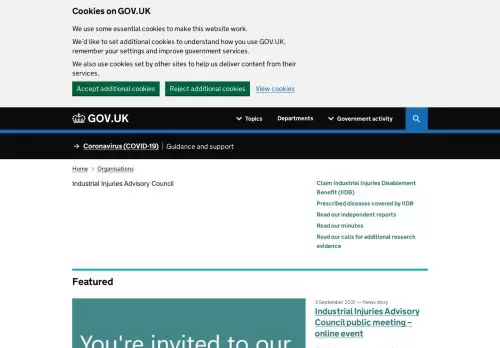 Cookies on GOV.UK
We use some essential cookies to make this website work.
We'd like to set additional cookies to understand how you use GOV.UK,
remember your settings and improve government services.
We also use cookies set by other sites to help us deliver content from their
services.
Accept additional cookies
Reject additional cookies
View cookies
GOV.UK
Topics
Departments
Government activity
→ Coronavirus (COVID-19) | Guidance and support
Home > Organisations
Industrial Injuries Advisory Council
Claim Industrial Injuries Disablement
Benefit (IIDB)
Prescribed diseases covered by IIDB
Read our independent reports
Read our minutes
Read our calls for additional research
evidence
Featured
You're invited to our
3 September 2021 — News story
Industrial Injuries Advisory
Council public meeting –
online event